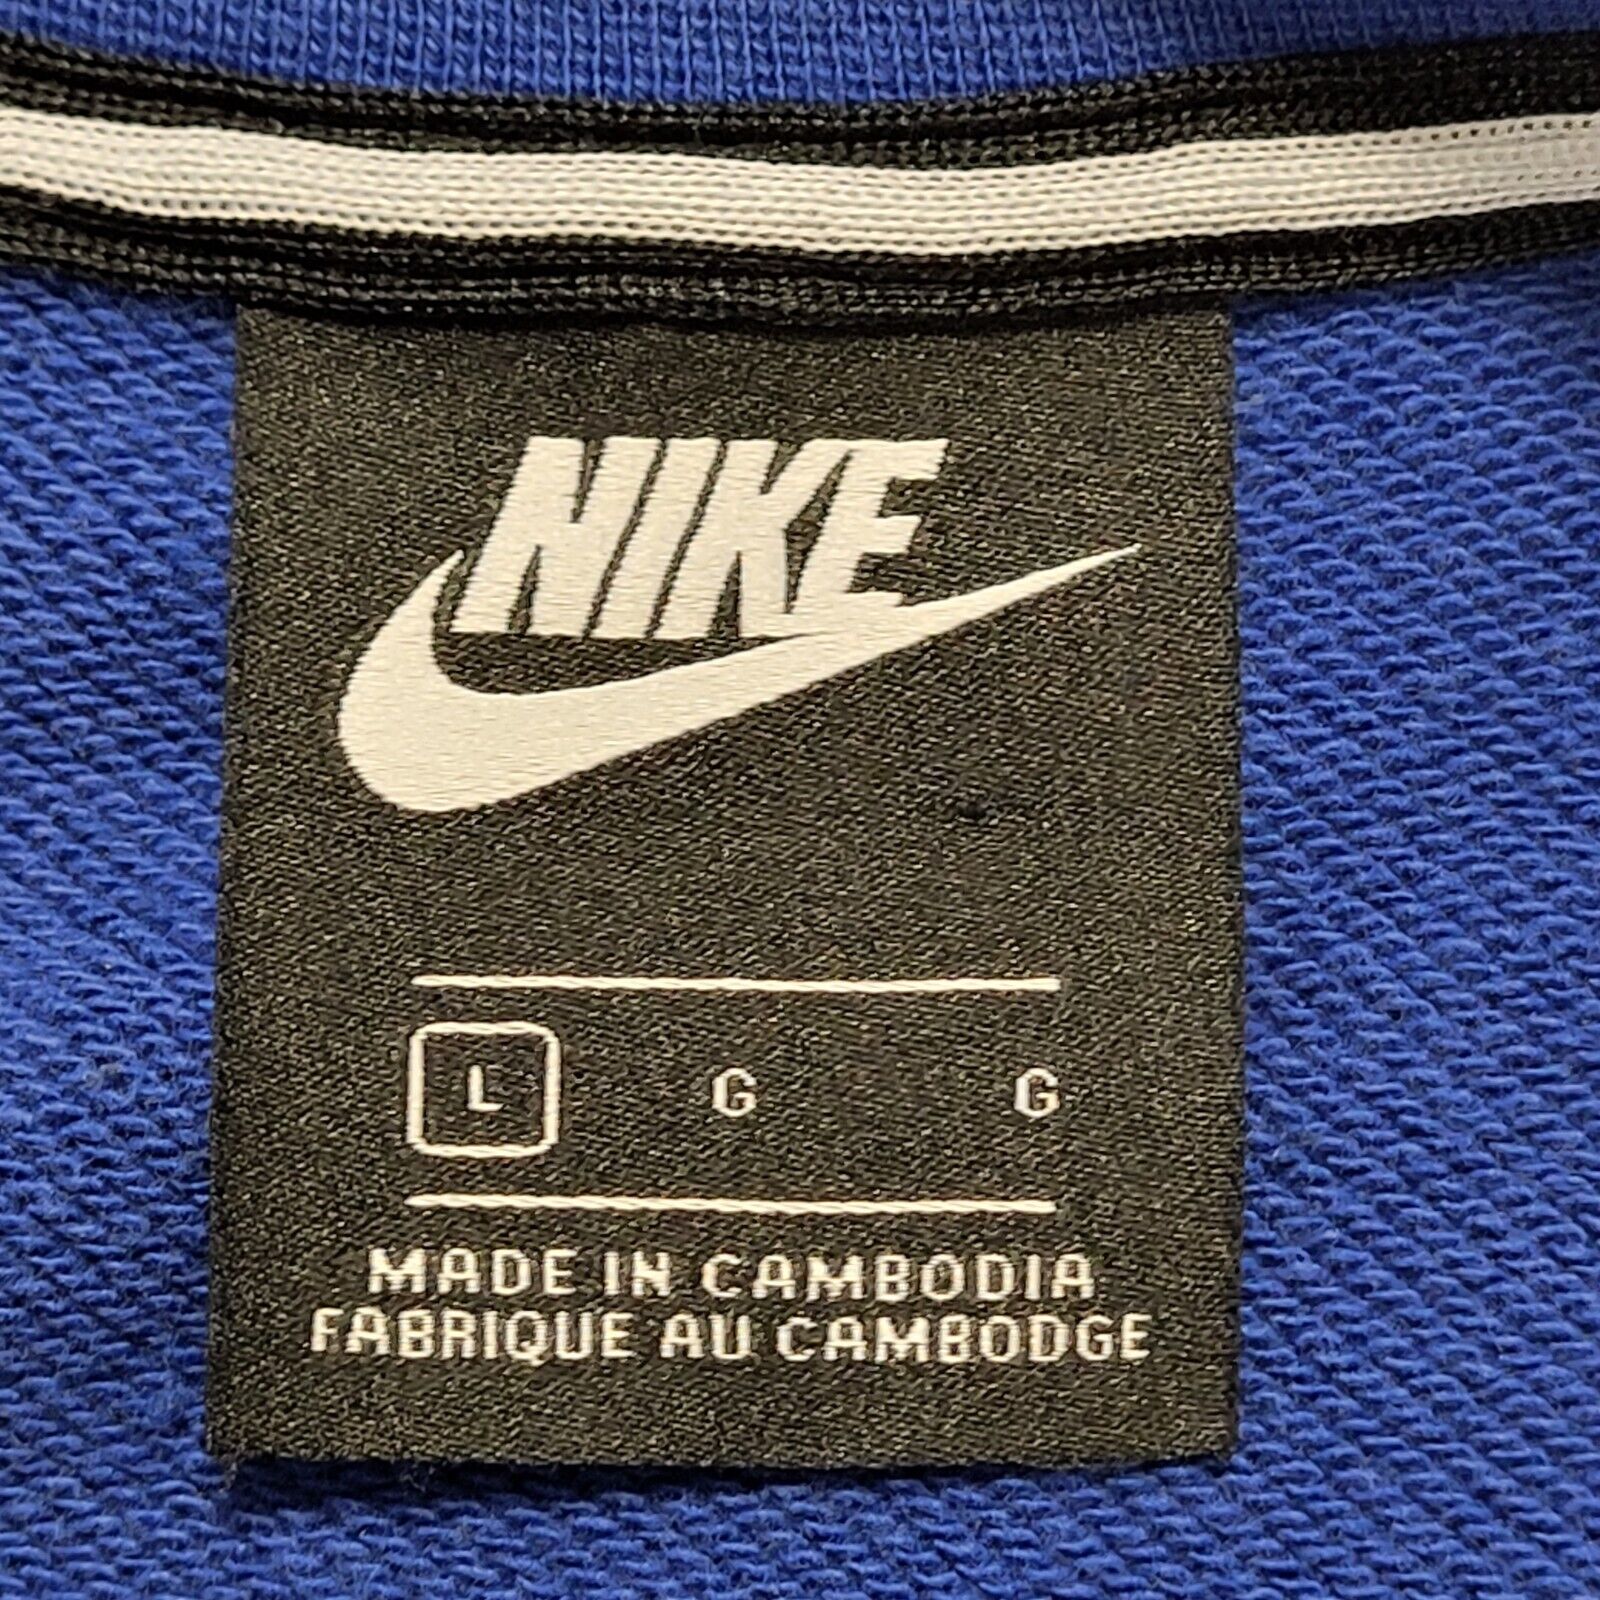 NIKE
L G G
MADE IN CAMBODIA
FABRIQUE AU CAMBODGE